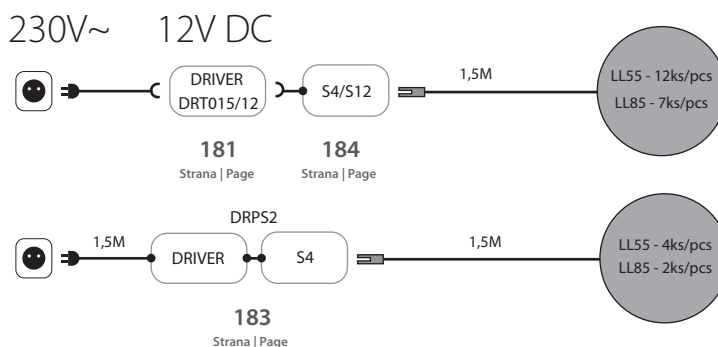 230V~ 12V DC
DRIVER
DRT015/12
S4/S12
1,5M
LL55 - 12ks/pcs
LL85 - 7ks/pcs
181
Strana | Page
184
Strana | Page
DRPS2
1,5M
DRIVER
S4
1,5M
LL55 - 4ks/pcs
LL85 - 2ks/pcs
183
Strana | Page